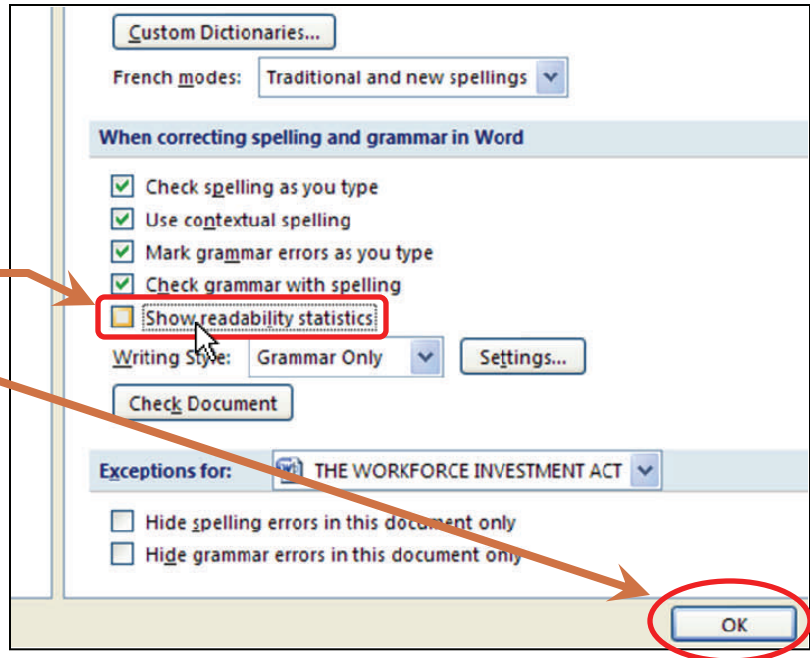 Custom Dictionaries...
French modes: Traditional and new spellings
When correcting spelling and grammar in Word
Check spelling as you type
Use contextual spelling
Mark grammar errors as you type
Check grammar with spelling
Show readability statistics
Writing Style: Grammar Only Settings...
Check Document
Exceptions for: THE WORKFORCE INVESTMENT ACT
Hide spelling errors in this document only
Hide grammar errors in this document only
OK